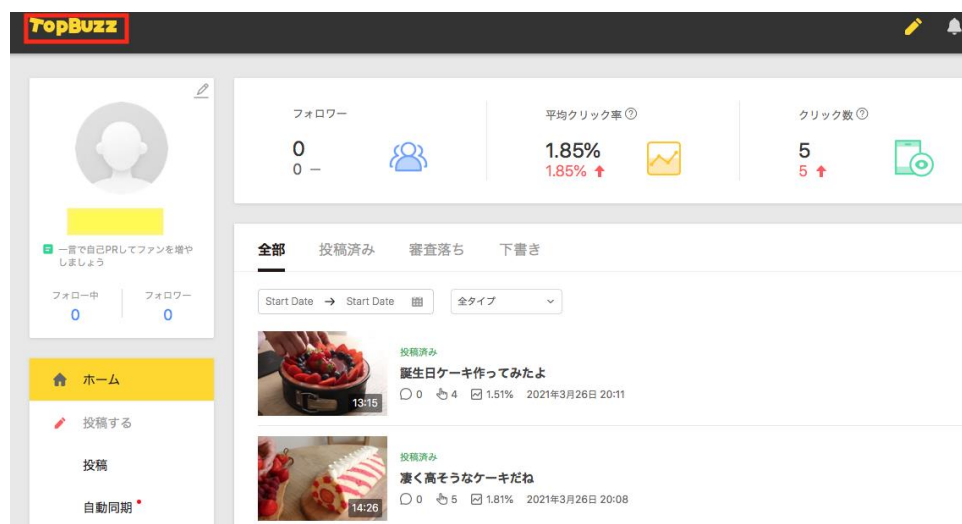 TopBuzz
フォロワー
0
0 —
平均クリック率
1.85%
1.85%
クリック数
5
5
一言で自己PRしてファンを増や
しましょう
フォロー中 フォロワー
0 0
ホーム
投稿する
投稿
自動同期
全部 投稿済み 審査落ち 下書き
Start Date → Start Date 全タイプ
投稿済み
誕生日ケーキ作ってみたよ
13:15
0 4 1.51% 2021年3月26日 20:11
投稿済み
凄く高そうなケーキだね
14:26
0 5 1.81% 2021年3月26日 20:08